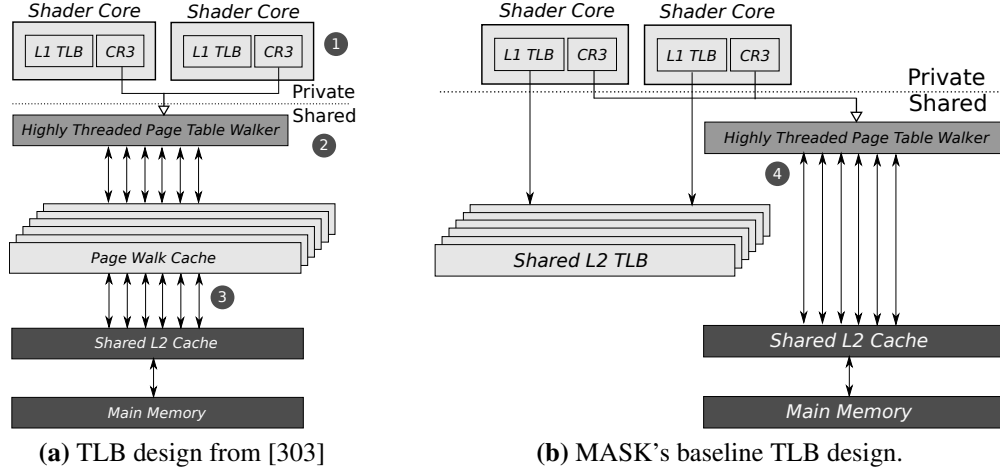 Shader Core
Shader Core
L1 TLB
CR3
L1 TLB
CR3
1
Private
Shared
Highly Threaded Page Table Walker
2
Page Walk Cache
3
Shared L2 Cache
Main Memory
(a) TLB design from [303]
Shader Core
Shader Core
L1 TLB
CR3
L1 TLB
CR3
Private
Shared
Highly Threaded Page Table Walker
4
Shared L2 TLB
Shared L2 Cache
Main Memory
(b) MASK's baseline TLB design.